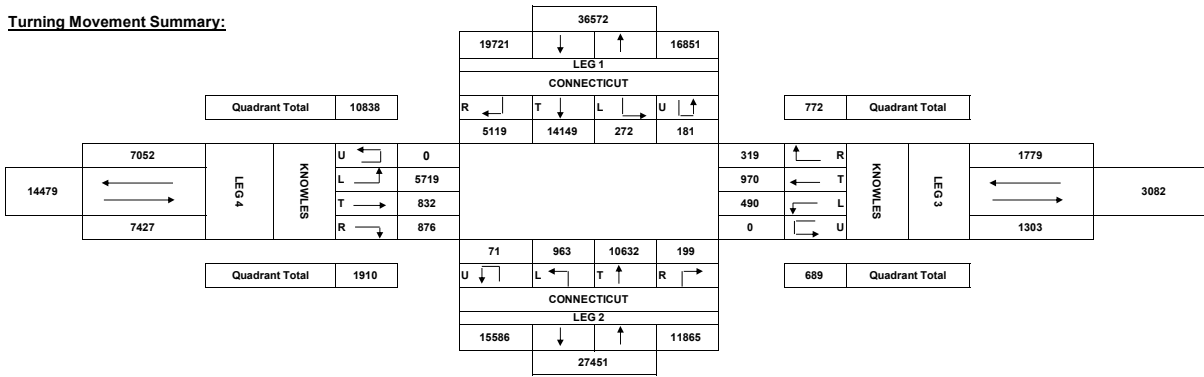 Turning Movement Summary:
36572
19721 16851
LEG 1
CONNECTICUT
Quadrant Total 10838
R T L U
772 Quadrant Total
5119 14149 272 181
7052 U 0 319 R 1779
14479 LEG 4 KNOWLES L 5719 970 T KNOWLES LEG 3 3082
T 832 490 L
7427 R 876 0 U 1303
71 963 10632 199
Quadrant Total 1910
U L T R
689 Quadrant Total
CONNECTICUT
LEG 2
15586 11865
27451